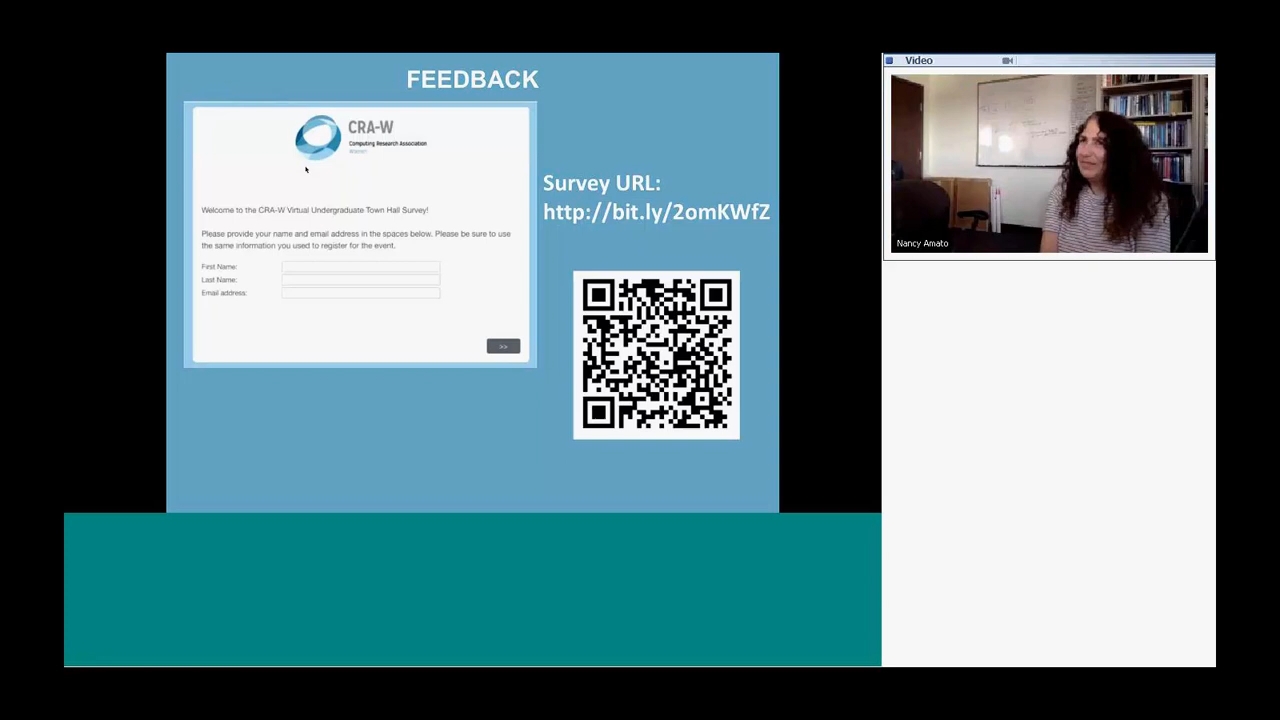 FEEDBACK
CRA-W
Computing Research Association
Women
Welcome to the CRA-W Virtual Undergraduate Town Hall Survey!
Please provide your name and email address in the spaces below. Please be sure to use
the same information you used to register for the event.
First Name:
Last Name:
Email address:
>>
Survey URL:
http://bit.ly/2omKWfZ
Video
Nancy Amato